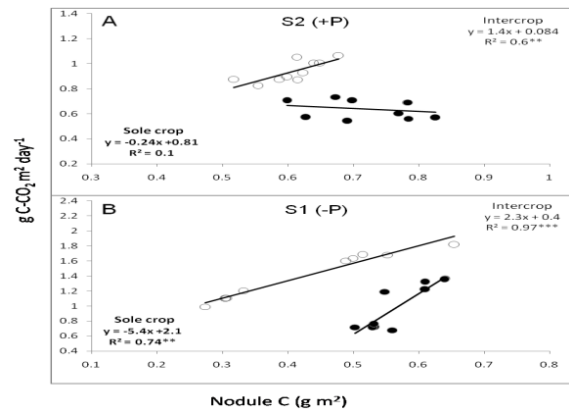 A
S2 (+P)
Intercrop
y = 1.4x + 0.084
R² = 0.6**
1.4
1.2
1
0.8
0.6
0.4
0.2
Sole crop
y = -0.24x +0.81
R² = 0.1
0.3
0.4
0.5
0.6
0.7
0.8
0.9
1
g C-CO₂ m² day⁻¹
B
S1 (-P)
Intercrop
y = 2.3x + 0.4
R² = 0.97***
2.4
2.2
2
1.8
1.6
1.4
1.2
1
0.8
0.6
0.4
Sole crop
y = -5.4x +2.1
R² = 0.74**
0.1
0.2
0.3
0.4
0.5
0.6
0.7
0.8
Nodule C (g m²)